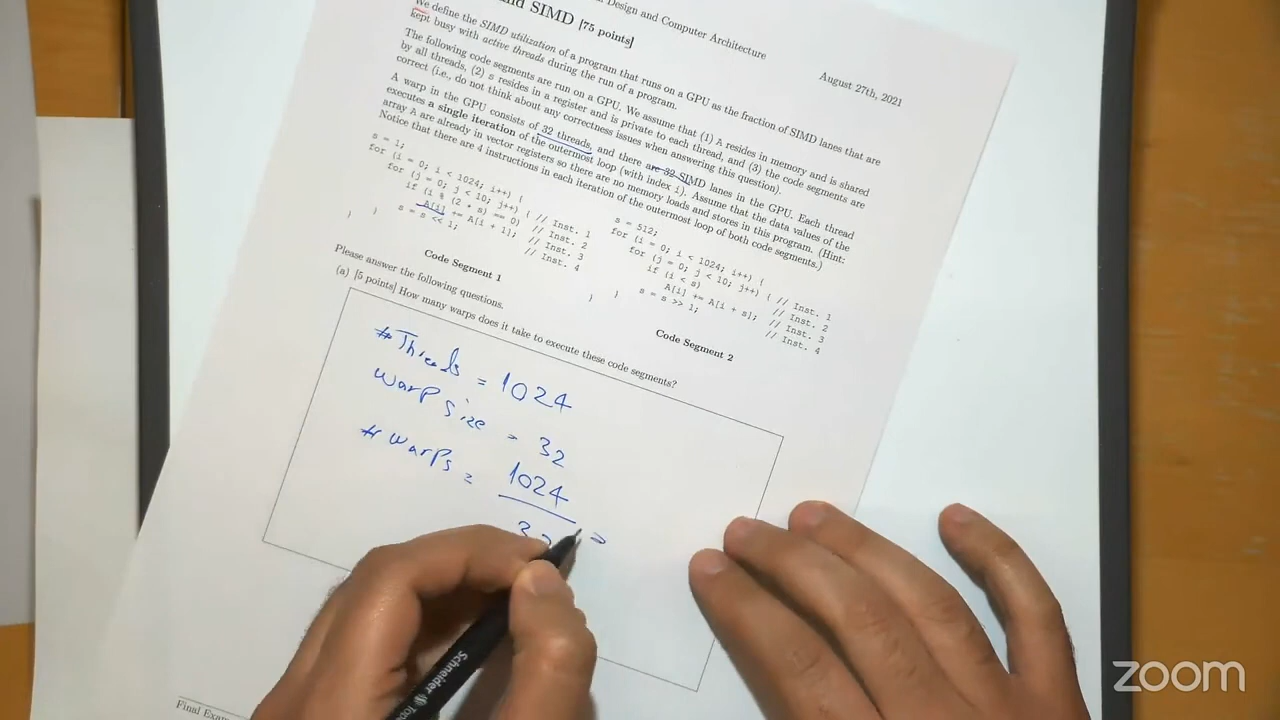 Design and Computer Architecture
August 27th, 2021
and SIMD [75 points]
We define the SIMD utilization of a program that runs on a GPU as the fraction of SIMD lanes that are
kept busy with active threads during the run of a program.
The following code segments are run on a GPU. We assume that (1) A resides in memory and is shared
by all threads, (2) s resides in a register and is private to each thread, and (3) the code segments are
correct (i.e., do not think about any correctness issues when answering this question).
A warp in the GPU consists of 32 threads, and there are 32 SIMD lanes in the GPU. Each thread
executes a single iteration of the outermost loop (with index i). Assume that the data values of the
array A are already in vector registers so there are no memory loads and stores in this program. (Hint:
Notice that there are 4 instructions in each iteration of the outermost loop of both code segments.)
s = 1;
for (i = 0; i < 1024; i++) {
for (j = 0; j < 10; j++) { // Inst. 1
if (i % (2 * s) == 0) // Inst. 2
A[i] += A[i + 1]; // Inst. 3
s = s << 1; // Inst. 4
} }
Code Segment 1
s = 512;
for (i = 0; i < 1024; i++) {
for (j = 0; j < 10; j++) { // Inst. 1
if (i < s) // Inst. 2
A[i] += A[i + s]; // Inst. 3
s = s >> 1; // Inst. 4
} }
Code Segment 2
Please answer the following questions.
(a) [5 points] How many warps does it take to execute these code segments?
# Threads = 1024
warp size = 32
# warps = 1024
32 =
Final Exam
Schneider
zoom